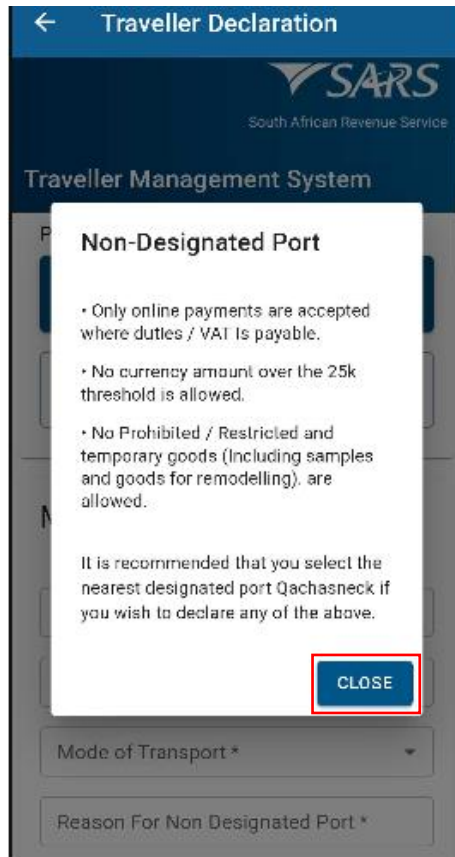 Traveller Declaration
SARS
South African Revenue Service
Traveller Management System
P
Non-Designated Port
• Only online payments are accepted
where duties / VAT Is payable.
• No currency amount over the 25k
threshold is allowed.
• No Prohibited / Restricted and
temporary goods (Including samples
and goods for remodelling). are
allowed.
It is recommended that you select the
nearest designated port Qachasneck if
you wish to declare any of the above.
CLOSE
Mode of Transport *
Reason For Non Designated Port *